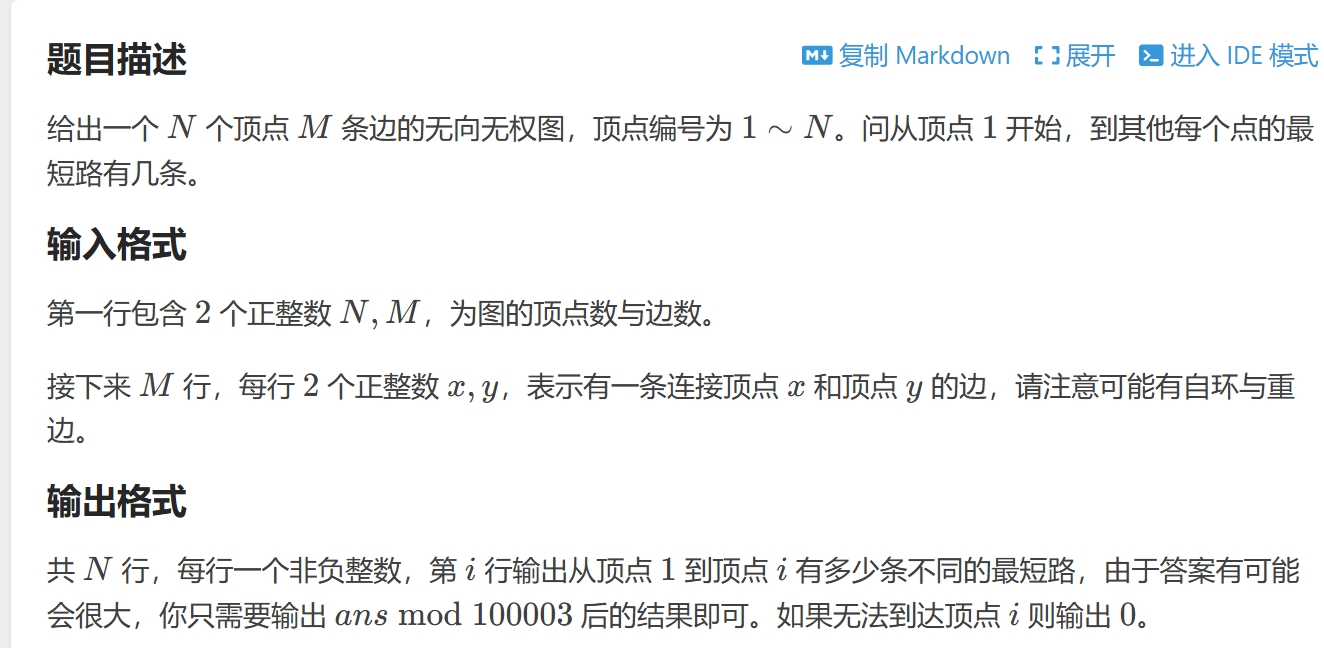 题目描述
M↓ 复制 Markdown 展开 >_ 进入 IDE 模式
给出一个 N 个顶点 M 条边的无向无权图，顶点编号为 1 ∼ N。问从顶点 1 开始，到其他每个点的最
短路有几条。
输入格式
第一行包含 2 个正整数 N, M，为图的顶点数与边数。
接下来 M 行，每行 2 个正整数 x, y，表示有一条连接顶点 x 和顶点 y 的边，请注意可能有自环与重
边。
输出格式
共 N 行，每行一个非负整数，第 i 行输出从顶点 1 到顶点 i 有多少条不同的最短路，由于答案有可能
会很大，你只需要输出 ans mod 100003 后的结果即可。如果无法到达顶点 i 则输出 0。